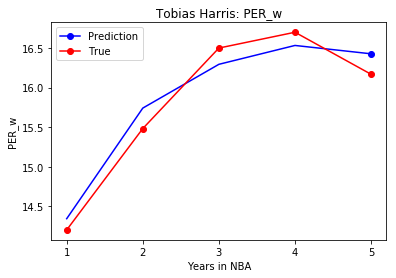 Tobias Harris: PER_w
Prediction
True
16.5
16.0
15.5
15.0
14.5
PER_w
1 2 3 4 5
Years in NBA